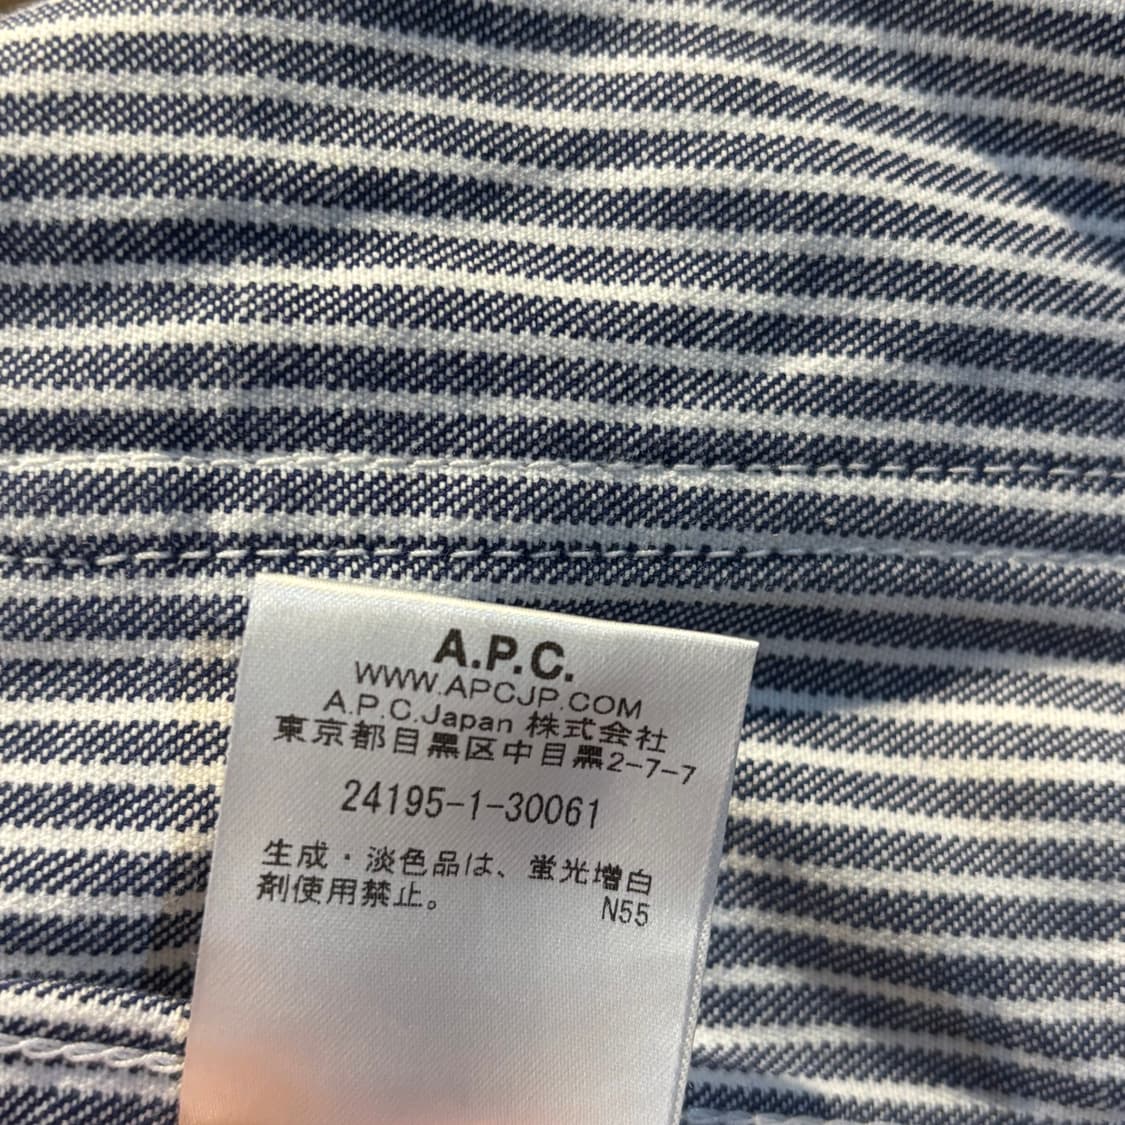 A.P.C.
WWW.APCJP.COM
A.P.C.Japan 株式会社
東京都目黒区中目黒2-7-7
24195-1-30061
生成・淡色品は、蛍光増白
剤使用禁止。
N55